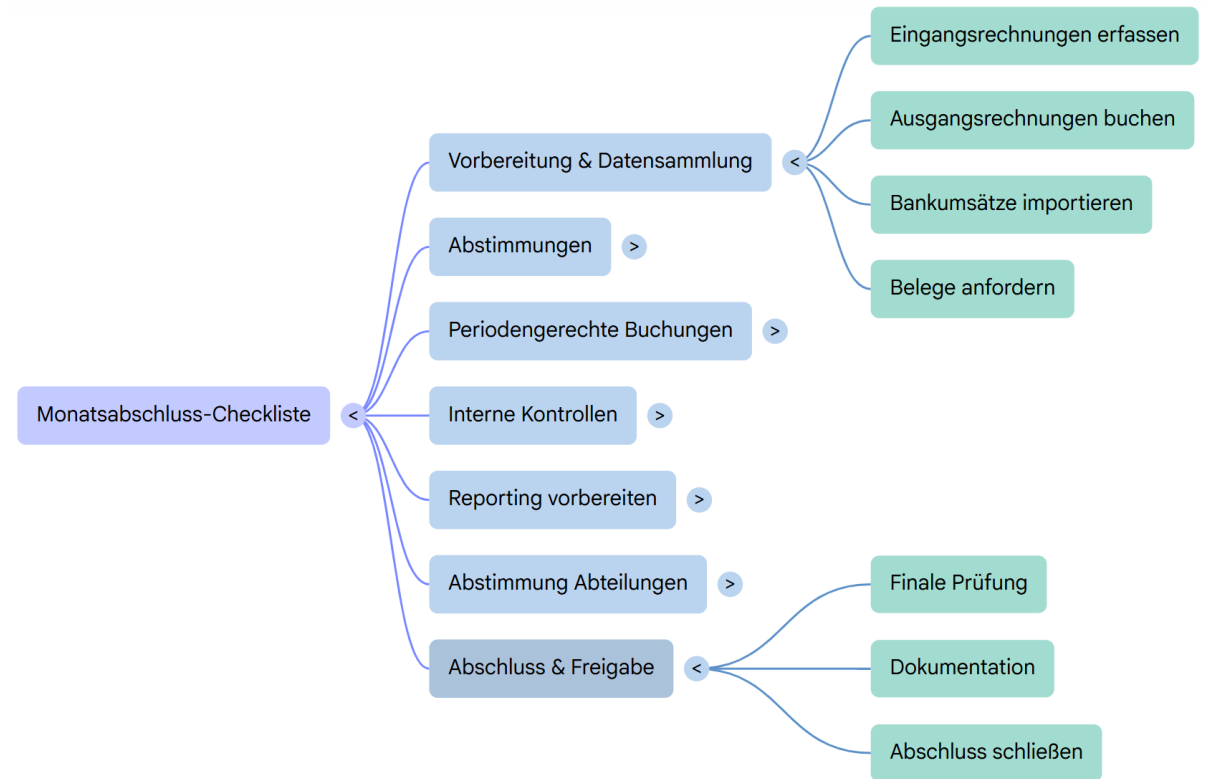 Monatsabschluss-Checkliste
<
Vorbereitung & Datensammlung
<
Eingangsrechnungen erfassen
Ausgangsrechnungen buchen
Bankumsätze importieren
Belege anfordern
Abstimmungen
>
Periodengerechte Buchungen
>
Interne Kontrollen
>
Reporting vorbereiten
>
Abstimmung Abteilungen
>
Abschluss & Freigabe
<
Finale Prüfung
Dokumentation
Abschluss schließen